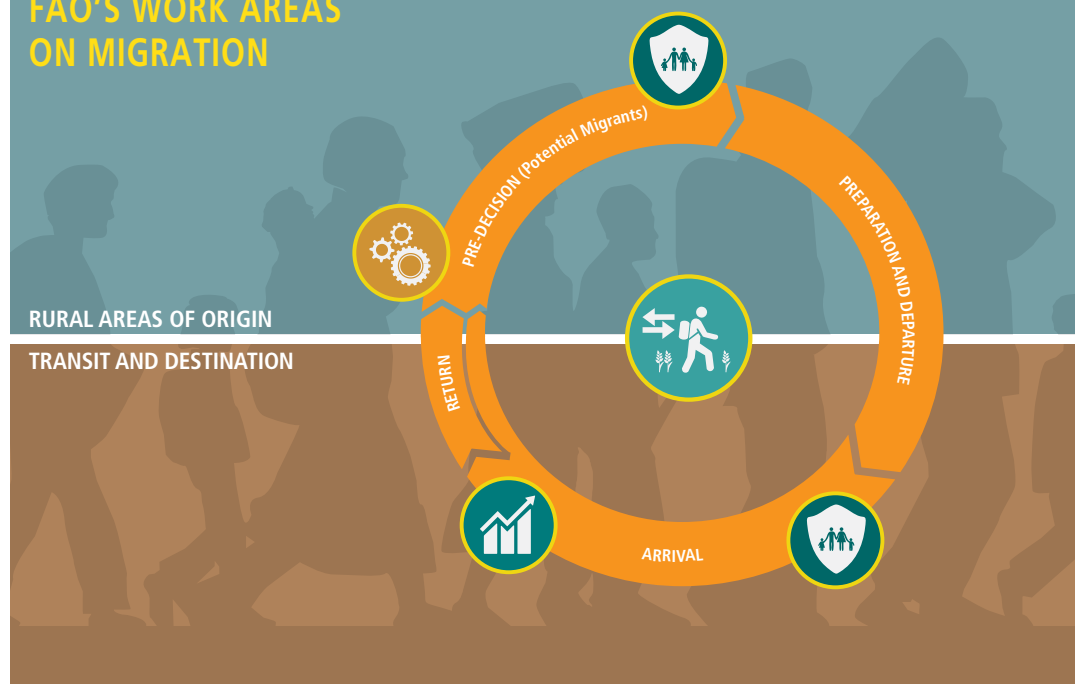 FAO'S WORK AREAS
ON MIGRATION
PRE-DECISION (Potential Migrants)
PREPARATION AND DEPARTURE
RURAL AREAS OF ORIGIN
TRANSIT AND DESTINATION
RETURN
ARRIVAL